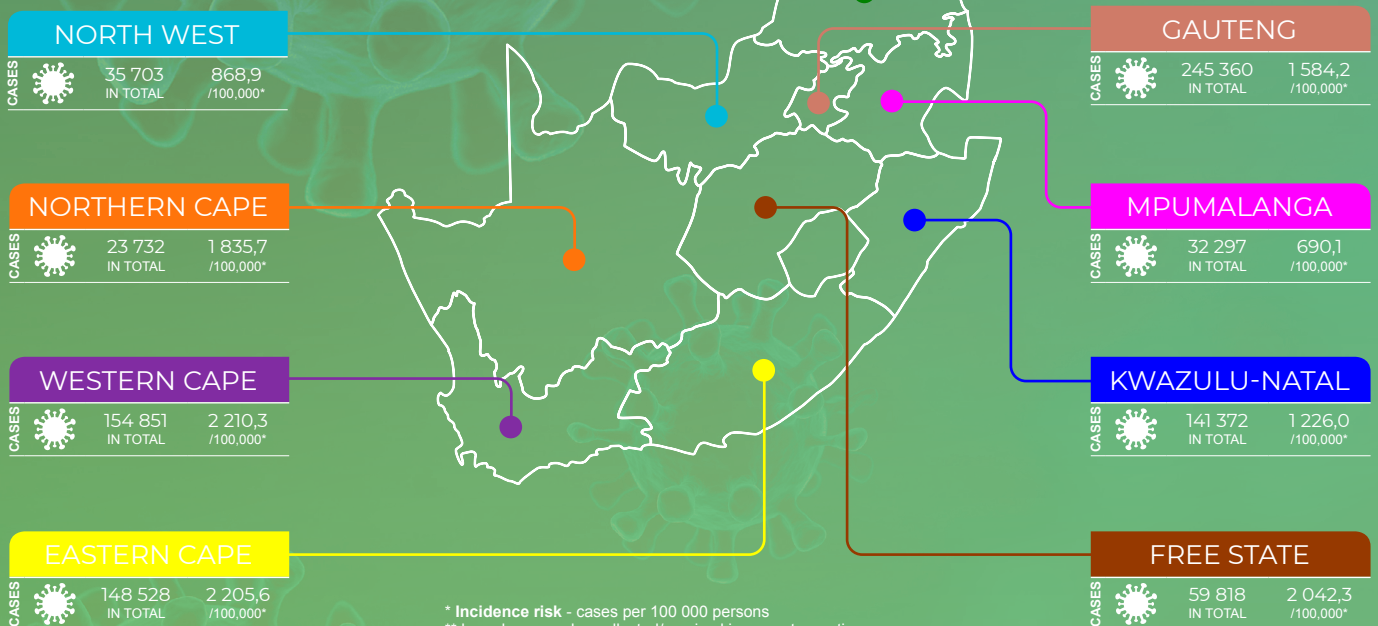 NORTH WEST
CASES
35 703 868,9
IN TOTAL /100,000*
NORTHERN CAPE
CASES
23 732 1 835,7
IN TOTAL /100,000*
WESTERN CAPE
CASES
154 851 2 210,3
IN TOTAL /100,000*
EASTERN CAPE
CASES
148 528 2 205,6
IN TOTAL /100,000*
GAUTENG
CASES
245 360 1 584,2
IN TOTAL /100,000*
MPUMALANGA
CASES
32 297 690,1
IN TOTAL /100,000*
KWAZULU-NATAL
CASES
141 372 1 226,0
IN TOTAL /100,000*
FREE STATE
CASES
59 818 2 042,3
IN TOTAL /100,000*
* Incidence risk - cases per 100 000 persons